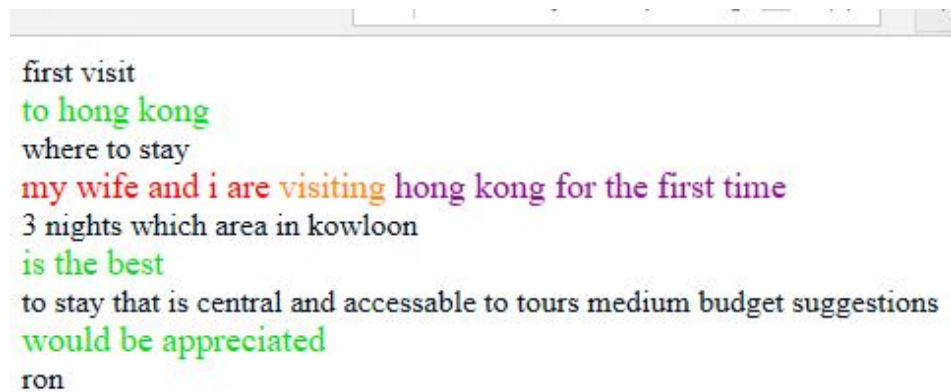 first visit
to hong kong
where to stay
my wife and i are visiting hong kong for the first time
3 nights which area in kowloon
is the best
to stay that is central and accessable to tours medium budget suggestions
would be appreciated
ron